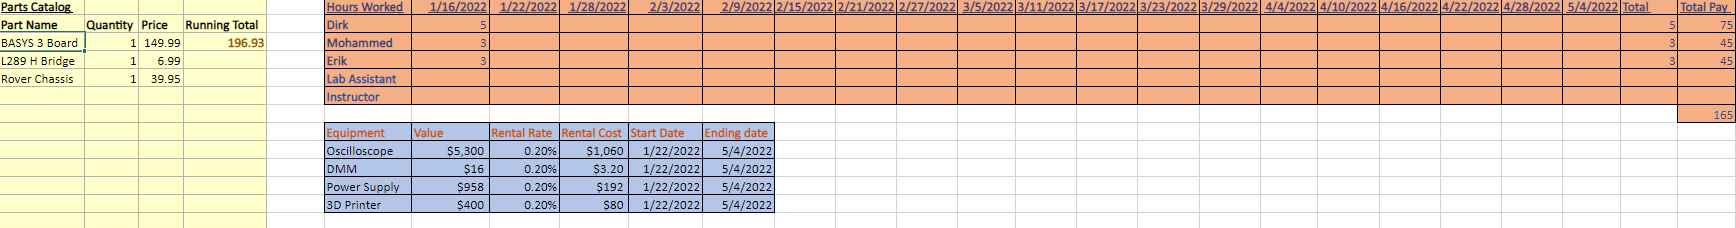 Parts Catalog Hours Worked 1/16/2022 1/22/2022 1/28/2022 2/3/2022 2/9/2022 2/15/2022 2/21/2022 2/27/2022 3/5/2022 3/11/2022 3/17/2022 3/23/2022 3/29/2022 4/4/2022 4/10/2022 4/16/2022 4/22/2022 4/28/2022 5/4/2022 Total Total Pay
Part Name Quantity Price Running Total Dirk 5 5 75
BASYS 3 Board 1 149.99 196.93 Mohammed 3 3 45
L289 H Bridge 1 6.99 Erik 3 3 45
Rover Chassis 1 39.95 Lab Assistant
Instructor
165
Equipment Value Rental Rate Rental Cost Start Date Ending date
Oscilloscope $5,300 0.20% $1,060 1/22/2022 5/4/2022
DMM $16 0.20% $3.20 1/22/2022 5/4/2022
Power Supply $958 0.20% $192 1/22/2022 5/4/2022
3D Printer $400 0.20% $80 1/22/2022 5/4/2022